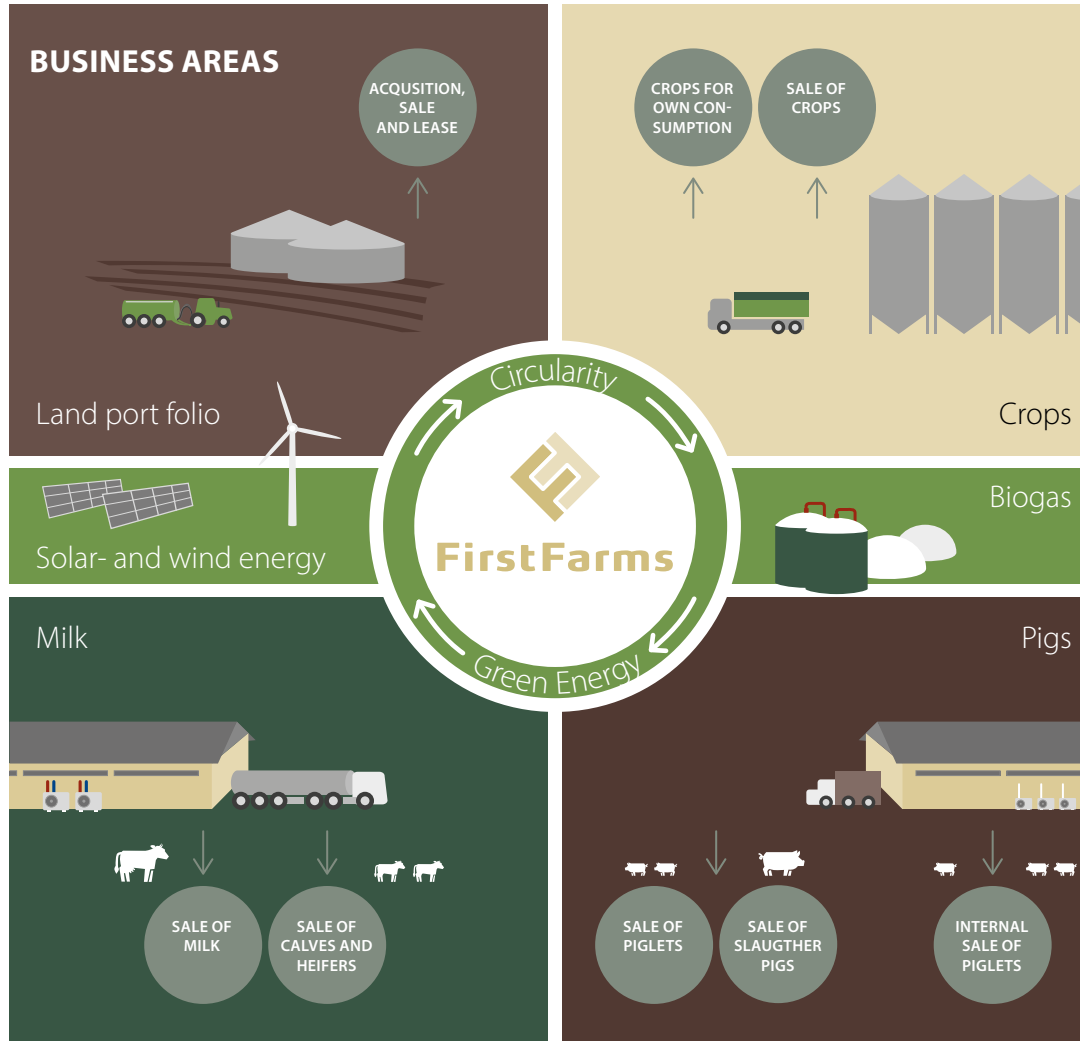 BUSINESS AREAS
ACQUSITION,
SALE
AND LEASE
Land port folio
CROPS FOR
OWN CON-
SUMPTION
SALE OF
CROPS
Crops
Circularity
FirstFarms
Green Energy
Solar- and wind energy
Biogas
Milk
SALE OF
MILK
SALE OF
CALVES AND
HEIFERS
Pigs
SALE OF
PIGLETS
SALE OF
SLAUGTHER
PIGS
INTERNAL
SALE OF
PIGLETS